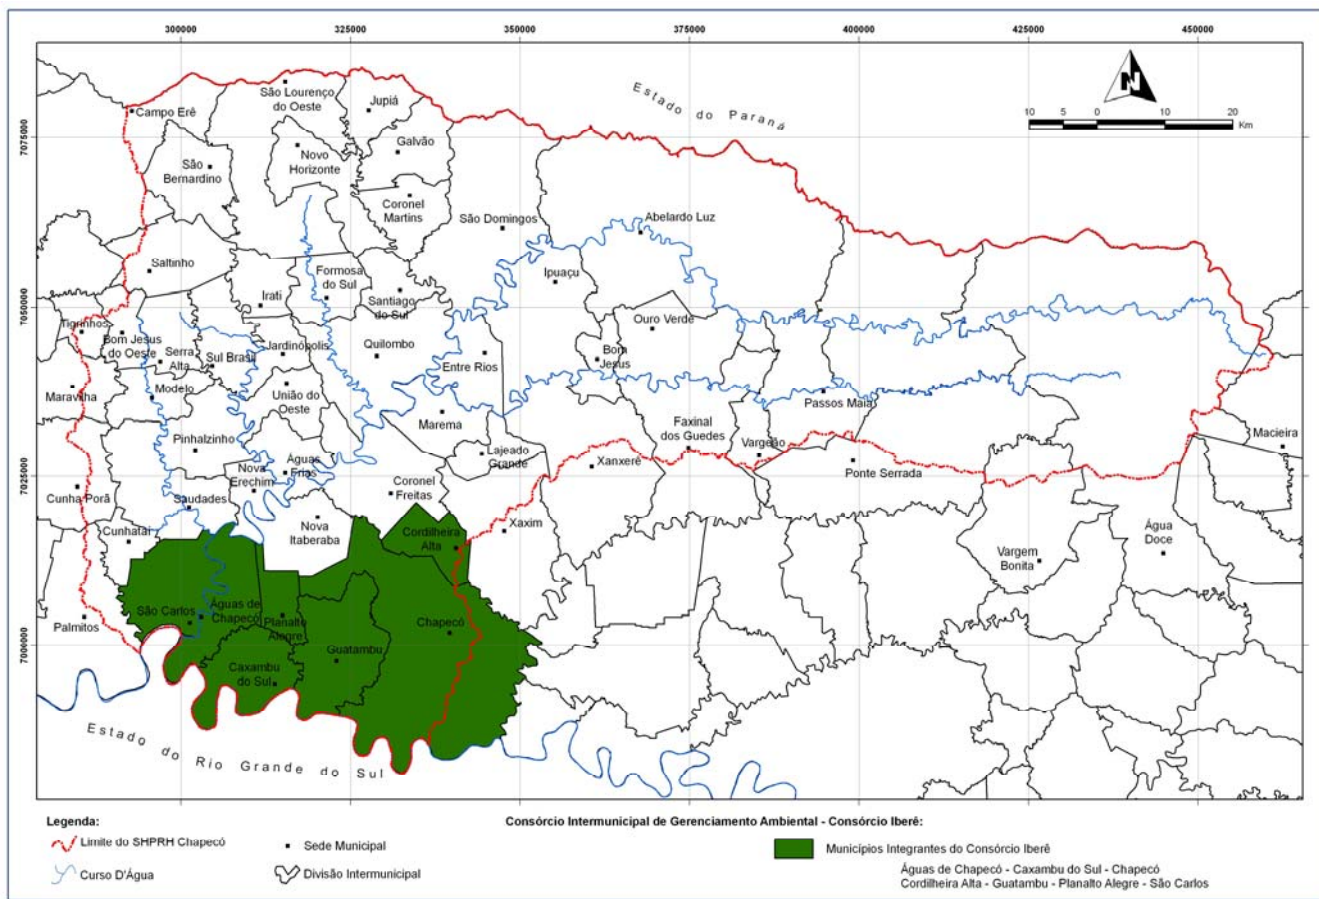 300000 325000 350000 375000 400000 425000 450000
7075000
7050000
7025000
7000000
Estado do Paraná
N
10 5 0 10 20
Km
Campo Erê
São Lourenço
do Oeste
Jupiá
São
Bernardino
Novo
Horizonte
Galvão
Coronel
Martins
São Domingos
Abelardo Luz
Saltinho
Irati
Formosa
do Sul
Santiago
do Sul
Ipuaçu
Ouro Verde
Tigrinhos
Bom Jesus
do Oeste
Serra
Alta
Sul Brasil
Jardinópolis
Quilombo
Entre Rios
Bom
Jesus
Maravilha
Modelo
União do
Oeste
Marema
Passos Maia
Faxinal
dos Guedes
Vargeão
Macieira
Pinhalzinho
Águas
Frias
Lajeado
Grande
Xanxerê
Ponte Serrada
Cunha Porã
Saudades
Nova
Erechim
Coronel
Freitas
Cunhataí
Nova
Itaberaba
Cordilheira
Alta
Xaxim
Vargem
Bonita
Água
Doce
Palmitos
São Carlos
Águas de
Chapecó
Planalto
Alegre
Chapecó
Guatambu
Caxambu
do Sul
Estado do Rio Grande do Sul
Legenda:
Limite do SHPRH Chapecó
Sede Municipal
Curso D'Água
Divisão Intermunicipal
Consórcio Intermunicipal de Gerenciamento Ambiental - Consórcio Iberê:
Municípios Integrantes do Consórcio Iberê
Águas de Chapecó - Caxambu do Sul - Chapecó
Cordilheira Alta - Guatambu - Planalto Alegre - São Carlos